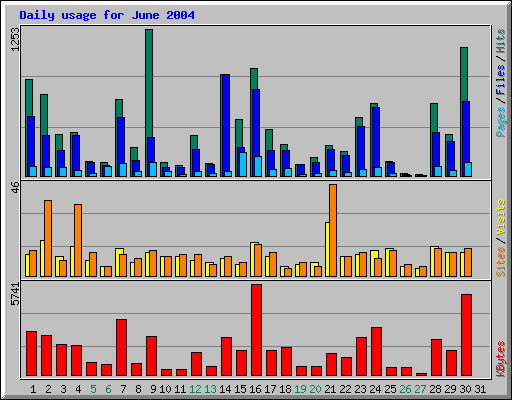 Daily usage for June 2004
1253
Pages / Files / Hits
46
Sites / Visits
5741
KBytes
1 2 3 4 5 6 7 8 9 10 11 12 13 14 15 16 17 18 19 20 21 22 23 24 25 26 27 28 29 30 31